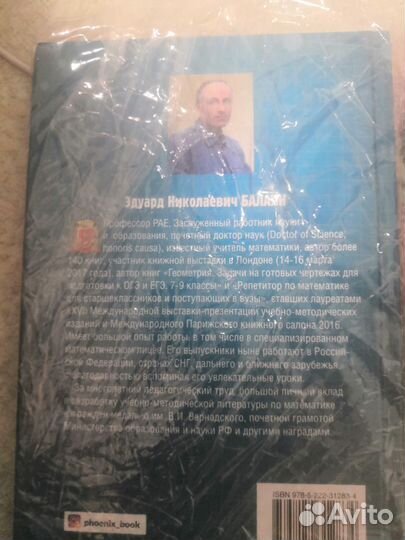 Эдуард Николаевич БАЛАЯН
Профессор РАЕ, Заслуженный работник науки
и образования, почетный доктор наук (Doctor of Science,
honoris causa), известный учитель математики, автор более
140 книг, участник книжной выставки в Лондоне (14-16 марта
2017 года), автор книг «Геометрия. Задачи на готовых чертежах для
подготовки к ОГЭ и ЕГЭ. 7-9 классы» и «Репетитор по математике
для старшеклассников и поступающих в вузы», ставших лауреатами
Международной выставки-презентации учебно-методических
изданий и Международного Парижского книжного салона 2016.
Имеет большой опыт работы, в том числе в специализированном
математическом лицее. Его выпускники ныне работают в Россий-
ской Федерации, странах СНГ, дальнего и ближнего зарубежья,
с благодарностью вспоминая его увлекательные уроки.
За многолетний педагогический труд, большой личный вклад
в разработку учебно-методической литературы по математике
награжден медалью им. В.И. Вернадского, почетной грамотой
Министерства образования и науки РФ и другими наградами.
phoenix_book
ISBN 978-5-222-31283-4
Avito